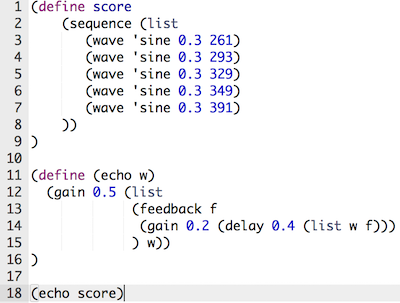 1 (define score
2 (sequence (list
3 (wave 'sine 0.3 261)
4 (wave 'sine 0.3 293)
5 (wave 'sine 0.3 329)
6 (wave 'sine 0.3 349)
7 (wave 'sine 0.3 391)
8 ))
9 )
10
11 (define (echo w)
12 (gain 0.5 (list
13 (feedback f
14 (gain 0.2 (delay 0.4 (list w f)))
15 ) w))
16 )
17
18 (echo score)